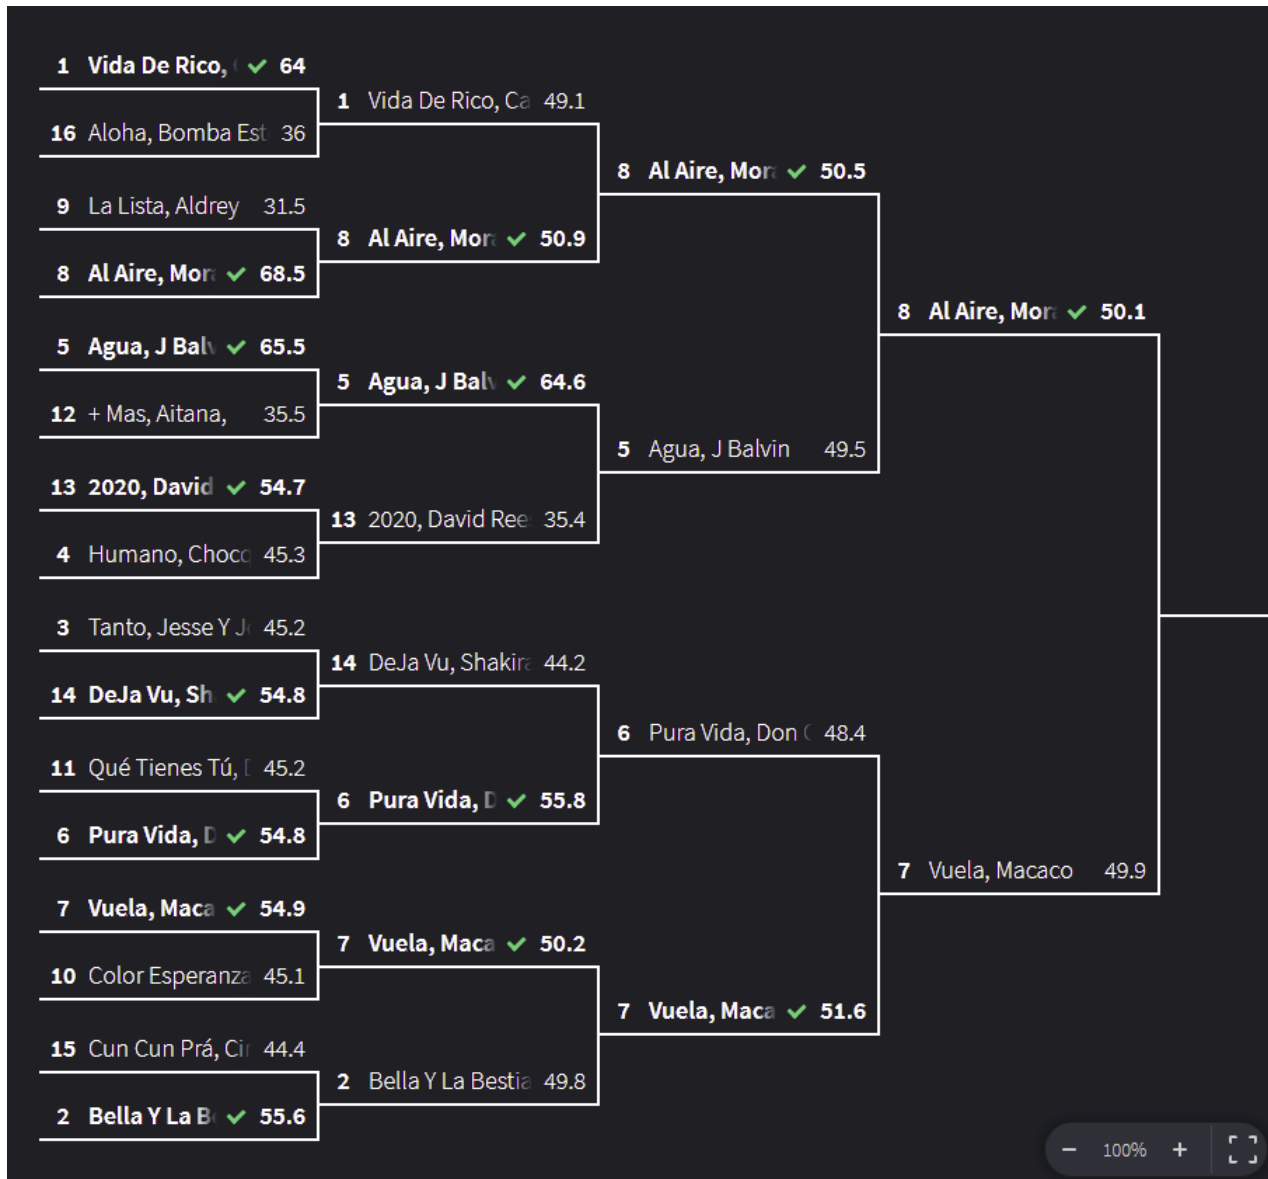 1 Vida De Rico, 64
16 Aloha, Bomba Est 36
9 La Lista, Aldrey 31.5
8 Al Aire, Mor 68.5
5 Agua, J Balv 65.5
12 + Mas, Aitana, 35.5
13 2020, David 54.7
4 Humano, Chocq 45.3
3 Tanto, Jesse Y J 45.2
14 DeJa Vu, Sh 54.8
11 Qué Tienes Tú, D 45.2
6 Pura Vida, D 54.8
7 Vuela, Maca 54.9
10 Color Esperanza 45.1
15 Cun Cun Prá, Cir 44.4
2 Bella Y La B 55.6
1 Vida De Rico, Ca 49.1
8 Al Aire, Mor 50.9
5 Agua, J Balv 64.6
13 2020, David Ree 35.4
14 DeJa Vu, Shakira 44.2
6 Pura Vida, D 55.8
7 Vuela, Maca 50.2
2 Bella Y La Bestia 49.8
8 Al Aire, Mor 50.5
5 Agua, J Balvin 49.5
6 Pura Vida, Don 48.4
7 Vuela, Maca 51.6
8 Al Aire, Mor 50.1
7 Vuela, Macaco 49.9
− 100% +